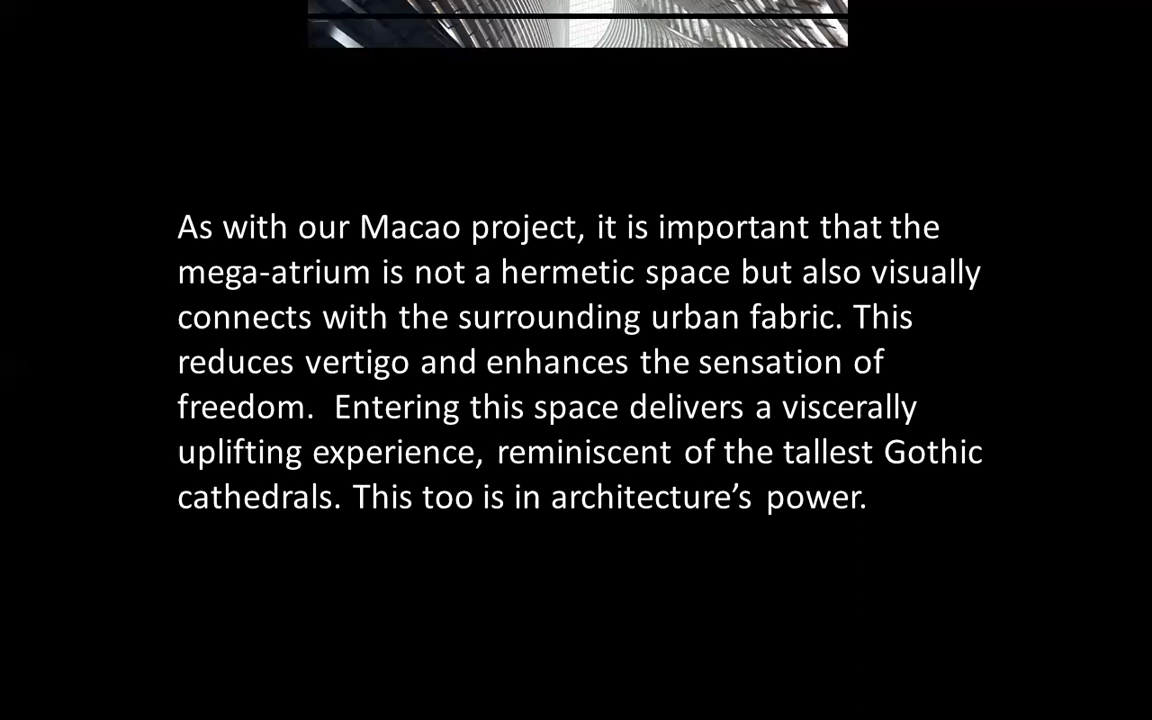 As with our Macao project, it is important that the
mega-atrium is not a hermetic space but also visually
connects with the surrounding urban fabric. This
reduces vertigo and enhances the sensation of
freedom.  Entering this space delivers a viscerally
uplifting experience, reminiscent of the tallest Gothic
cathedrals. This too is in architecture’s power.